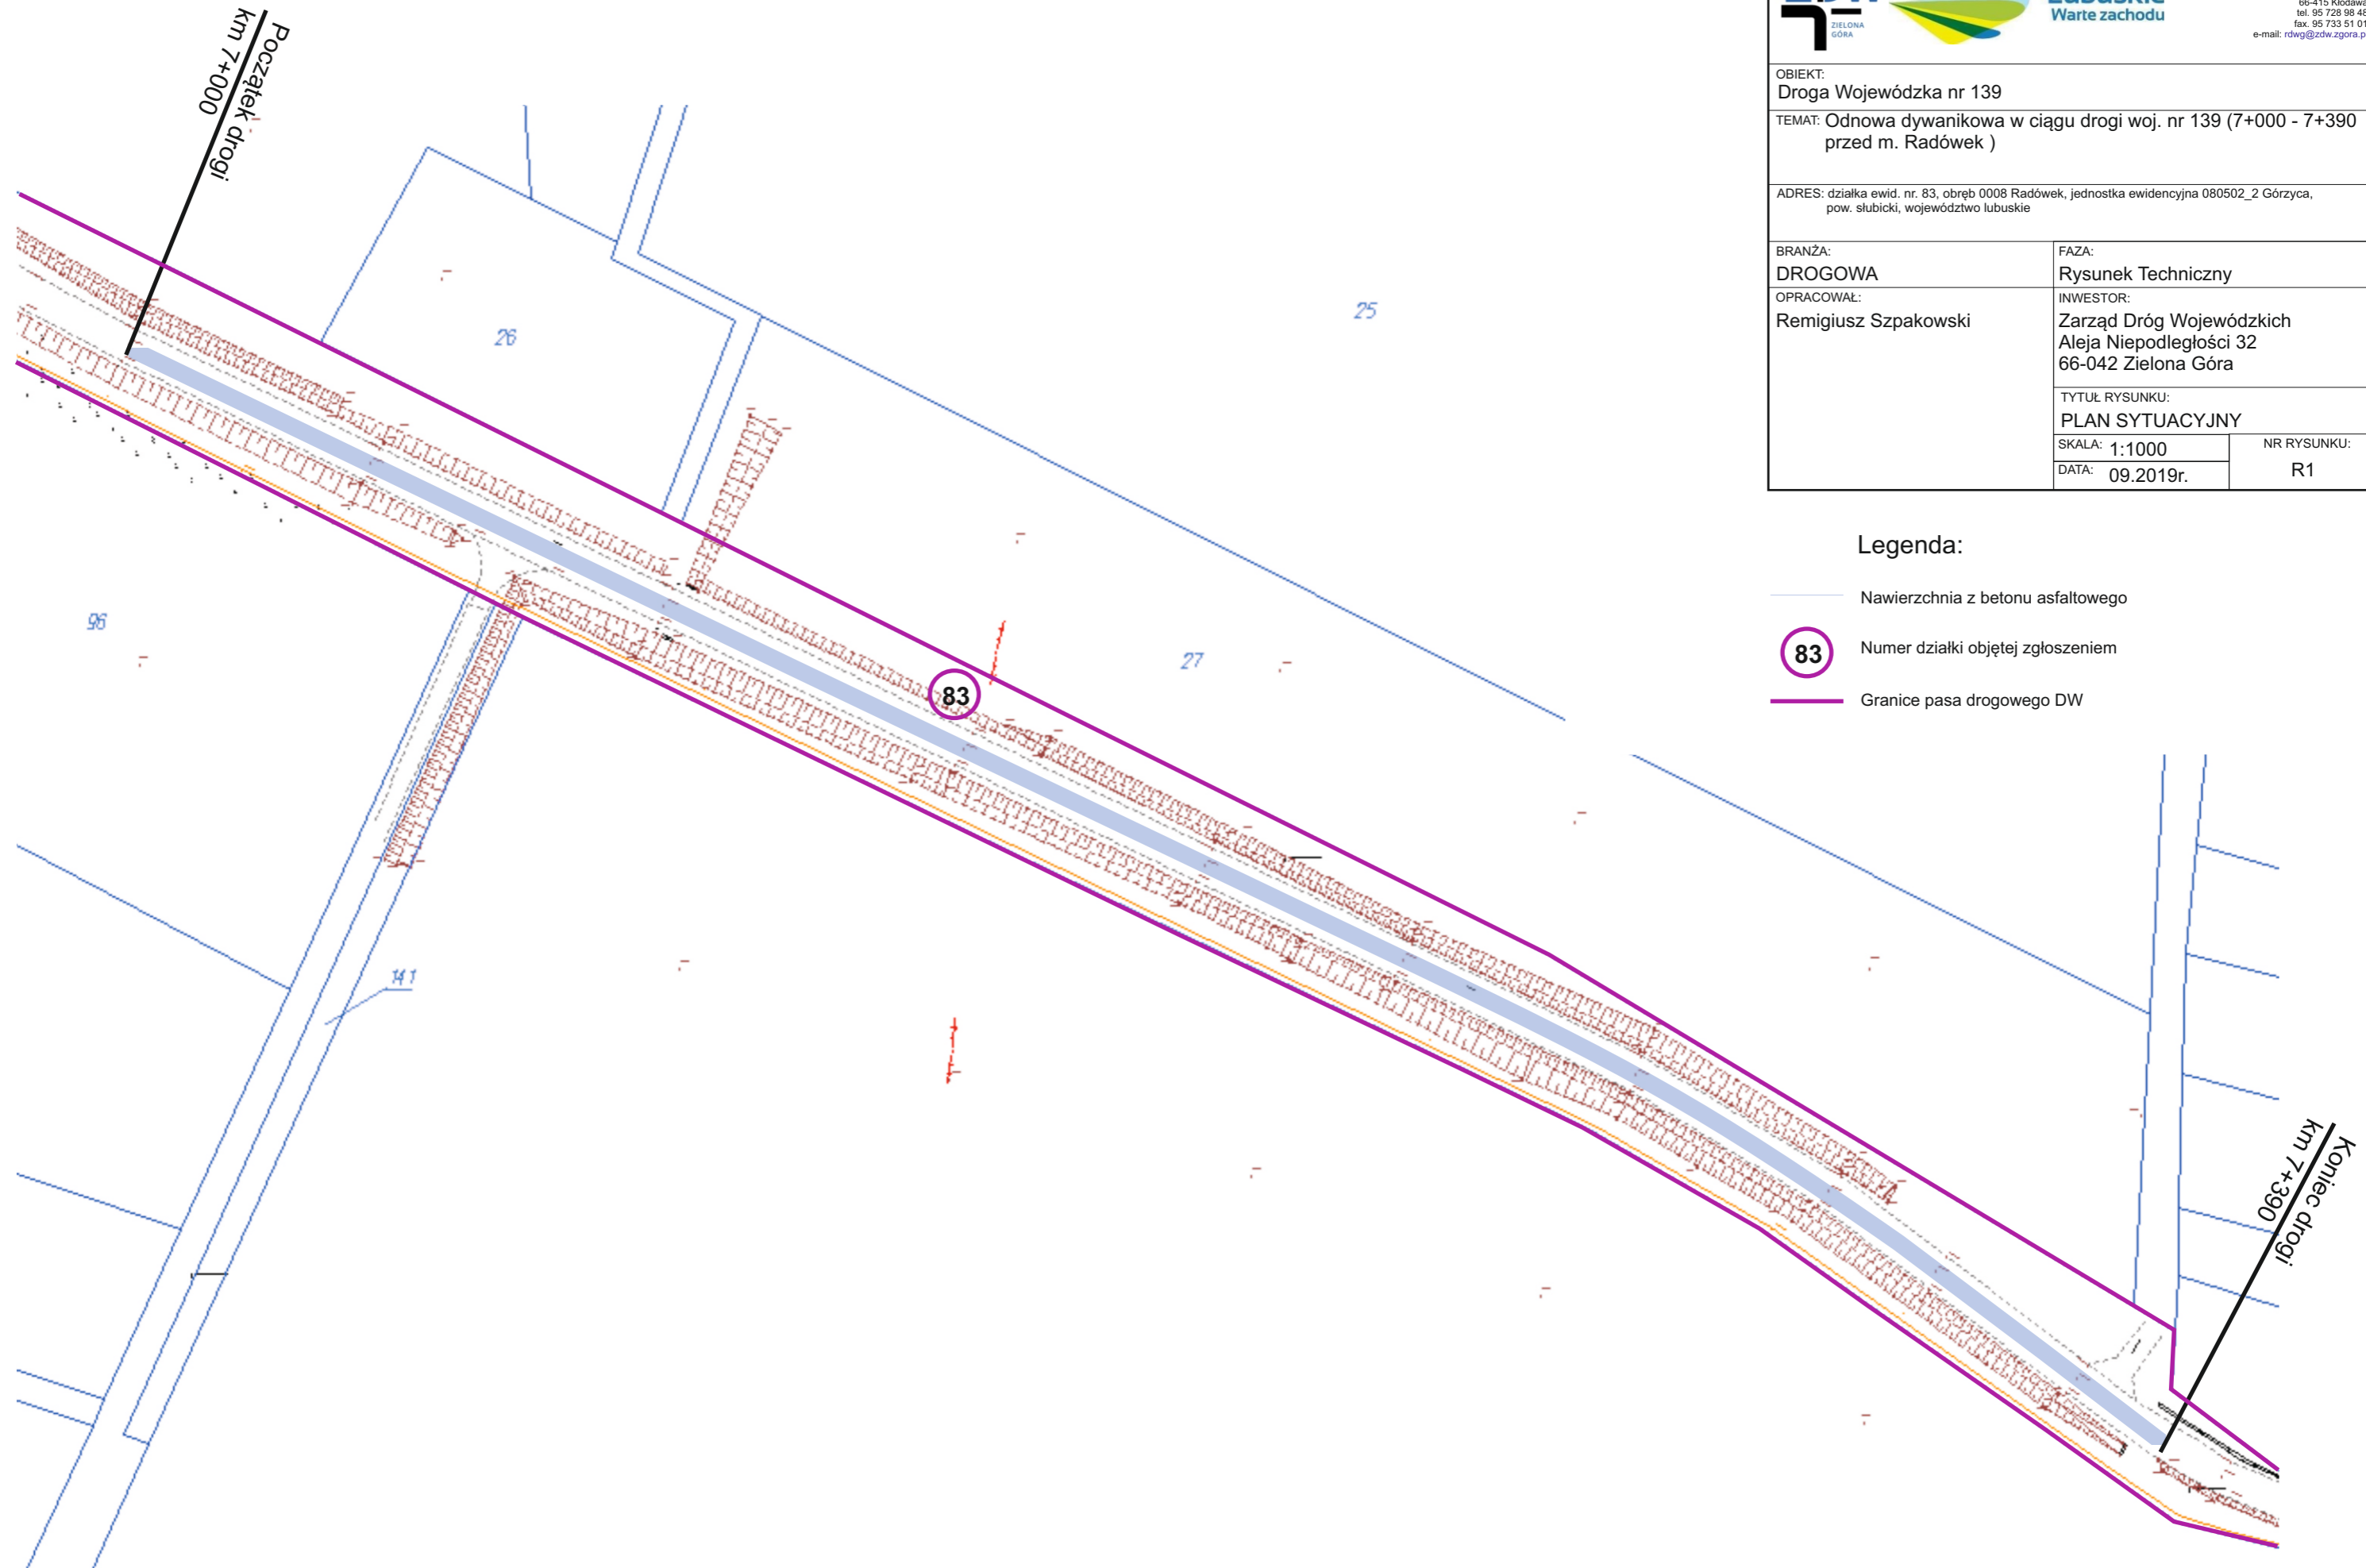 Początek drogi
km 7+000
ZIELONA
GÓRA
Warte zachodu
66-415 Kłodawa
tel. 95 728 98 48
fax. 95 733 51 01
e-mail: rdwg@zdw.zgora.p
OBIEKT:
Droga Wojewódzka nr 139
TEMAT: Odnowa dywanikowa w ciągu drogi woj. nr 139 (7+000 - 7+390
przed m. Radówek )
ADRES: działka ewid. nr. 83, obręb 0008 Radówek, jednostka ewidencyjna 080502_2 Górzyca,
pow. słubicki, województwo lubuskie
BRANŻA:
DROGOWA
FAZA:
Rysunek Techniczny
OPRACOWAŁ:
Remigiusz Szpakowski
INWESTOR:
Zarząd Dróg Wojewódzkich
Aleja Niepodległości 32
66-042 Zielona Góra
TYTUŁ RYSUNKU:
PLAN SYTUACYJNY
SKALA: 1:1000
DATA: 09.2019r.
NR RYSUNKU:
R1
Legenda:
Nawierzchnia z betonu asfaltowego
83 Numer działki objętej zgłoszeniem
Granice pasa drogowego DW
25
26
27
96
83
141
Koniec drogi
km 7+390